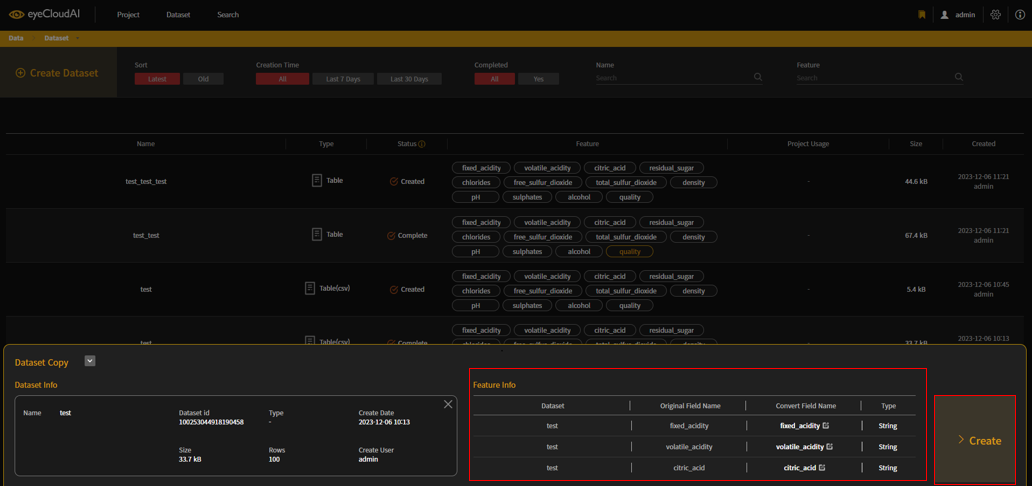 eyeCloudAI Project Dataset Search admin
Data Dataset
Create Dataset
Sort Creation Time Completed Name Feature
Latest Old All Last 7 Days Last 30 Days All Yes Search Search
Name Type Status Feature Project Usage Size Created
fixed_acidity volatile_acidity citric_acid residual_sugar
test_test_test Table Created chlorides free_sulfur_dioxide total_sulfur_dioxide density - 44.6 kB 2023-12-06 11:21
admin
pH sulphates alcohol quality
fixed_acidity volatile_acidity citric_acid residual_sugar
test_test Table Complete chlorides free_sulfur_dioxide total_sulfur_dioxide density - 67.4 kB 2023-12-06 11:21
admin
pH sulphates alcohol quality
fixed_acidity volatile_acidity citric_acid residual_sugar
test Table(csv) Created chlorides free_sulfur_dioxide total_sulfur_dioxide density - 5.4 kB 2023-12-06 10:45
admin
pH sulphates alcohol quality
fixed_acidity volatile_acidity citric_acid residual_sugar
test Table(csv) Complete 33.7 kB 2023-12-06 10:13
Dataset Copy
Dataset Info
Name test Dataset id Type Create Date
100253044918190458 - 2023-12-06 10:13
Size Rows Create User
33.7 kB 100 admin
Feature Info
Dataset Original Field Name Convert Field Name Type
test fixed_acidity fixed_acidity String
test volatile_acidity volatile_acidity String
test citric_acid citric_acid String
Create